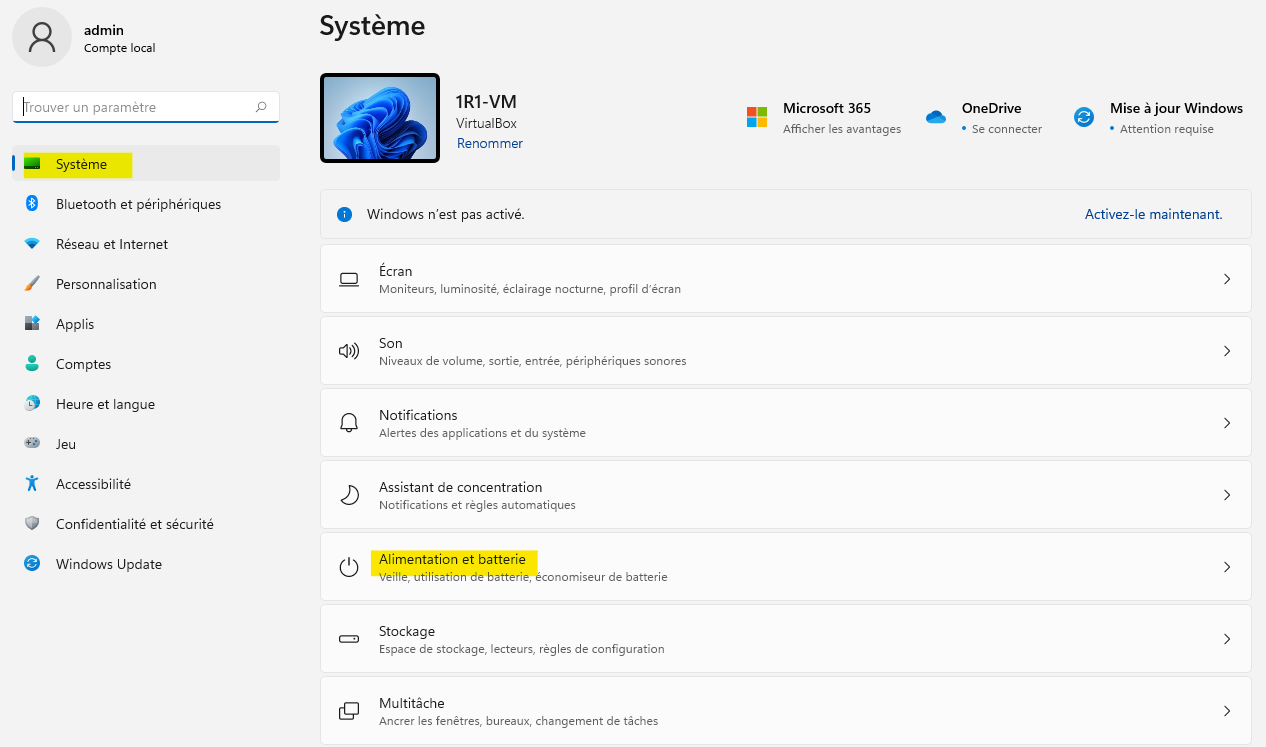 admin
Compte local
Trouver un paramètre
Système
Bluetooth et périphériques
Réseau et Internet
Personnalisation
Applis
Comptes
Heure et langue
Jeu
Accessibilité
Confidentialité et sécurité
Windows Update
Système
1R1-VM
VirtualBox
Renommer
Microsoft 365
Afficher les avantages
OneDrive
• Se connecter
Mise à jour Windows
• Attention requise
Windows n’est pas activé.
Activez-le maintenant.
Écran
Moniteurs, luminosité, éclairage nocturne, profil d’écran
Son
Niveaux de volume, sortie, entrée, périphériques sonores
Notifications
Alertes des applications et du système
Assistant de concentration
Notifications et règles automatiques
Alimentation et batterie
Veille, utilisation de batterie, économiseur de batterie
Stockage
Espace de stockage, lecteurs, règles de configuration
Multitâche
Ancrer les fenêtres, bureaux, changement de tâches